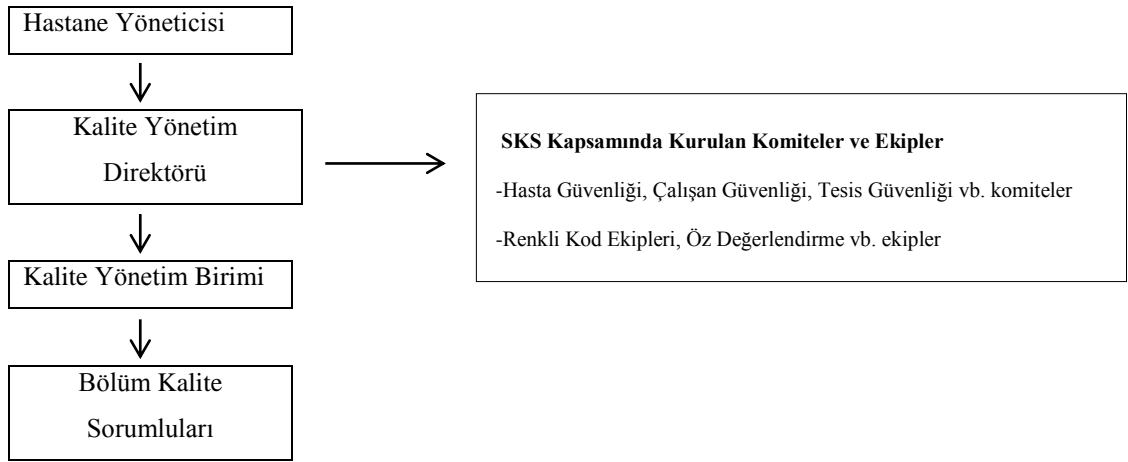 Hastane Yöneticisi
Kalite Yönetim
Direktörü
SKS Kapsamında Kurulan Komiteler ve Ekipler
-Hasta Güvenliği, Çalışan Güvenliği, Tesis Güvenliği vb. komiteler
-Renkli Kod Ekipleri, Öz Değerlendirme vb. ekipler
Kalite Yönetim Birimi
Bölüm Kalite
Sorumluları